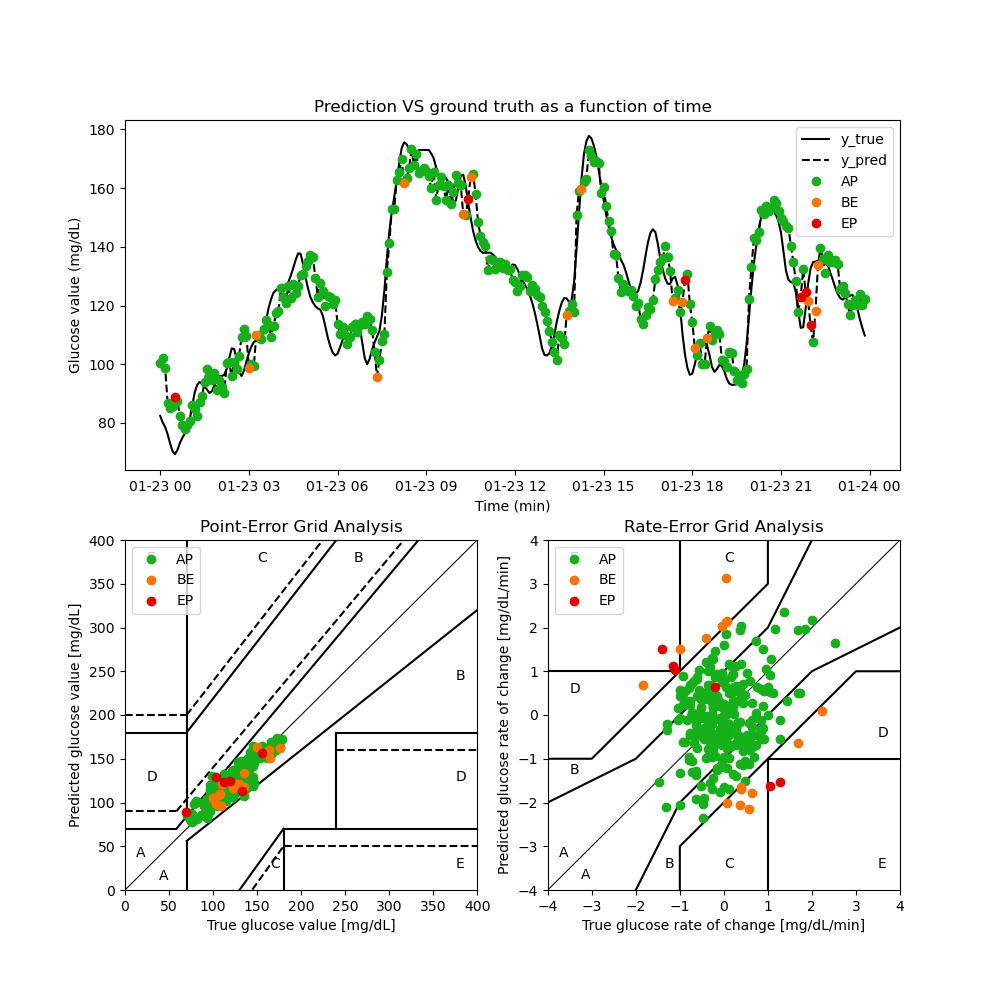 Prediction VS ground truth as a function of time
Glucose value (mg/dL)
180
160
140
120
100
80
y_true
y_pred
AP
BE
EP
01-23 00 01-23 03 01-23 06 01-23 09 01-23 12 01-23 15 01-23 18 01-23 21 01-24 00
Time (min)
Point-Error Grid Analysis
Predicted glucose value [mg/dL]
400
350
300
250
200
150
100
50
0
AP
BE
EP
C
B
B
D
D
A
A
C
E
0 50 100 150 200 250 300 350 400
True glucose value [mg/dL]
Rate-Error Grid Analysis
Predicted glucose rate of change [mg/dL/min]
4
3
2
1
0
−1
−2
−3
−4
AP
BE
EP
C
D
D
B
A
A
B
C
E
−4 −3 −2 −1 0 1 2 3 4
True glucose rate of change [mg/dL/min]